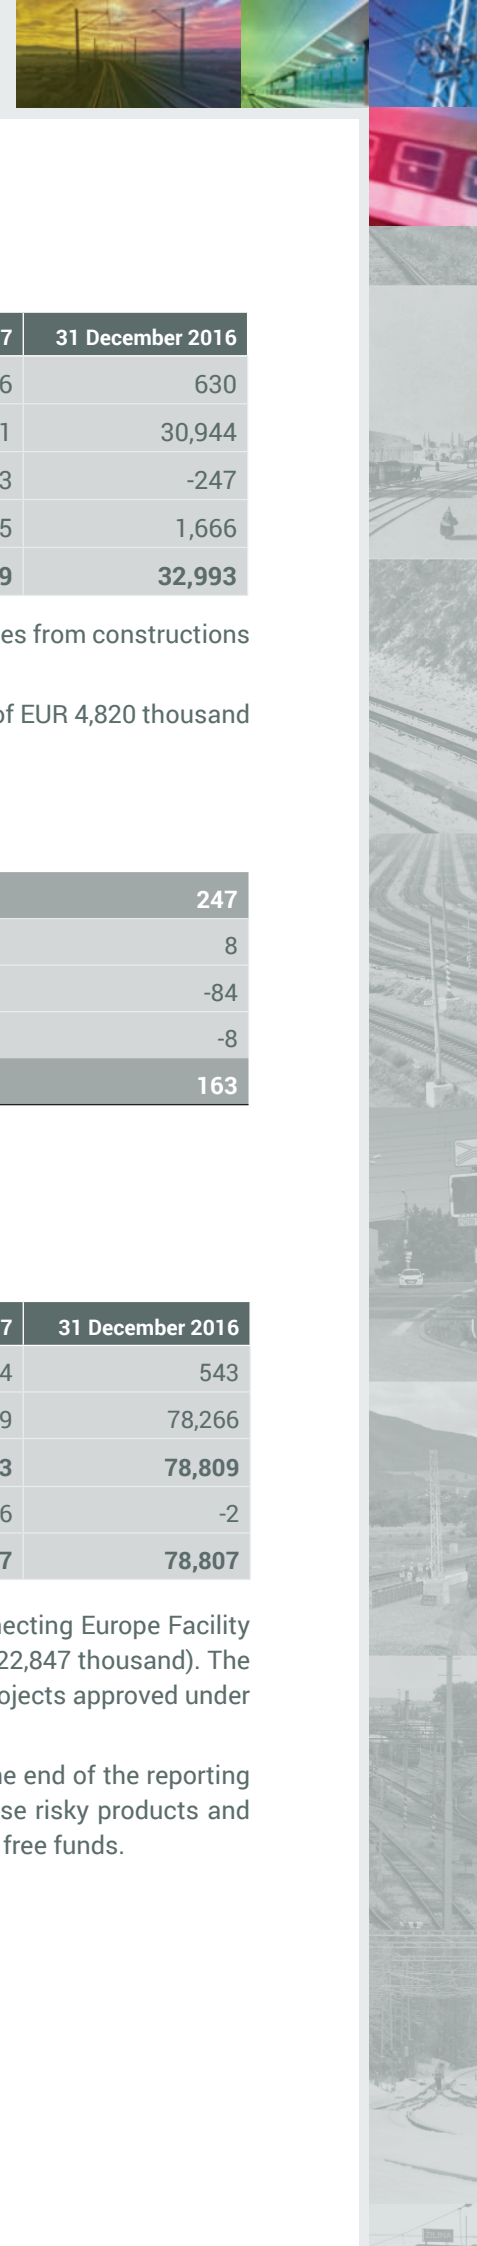 7 31 December 2016
6 630
1 30,944
3 -247
5 1,666
9 32,993
es from constructions
of EUR 4,820 thousand
247
8
-84
-8
163
7 31 December 2016
4 543
9 78,266
3 78,809
6 -2
7 78,807
necting Europe Facility
22,847 thousand). The
ojects approved under
e end of the reporting
se risky products and
free funds.
ŽILINA